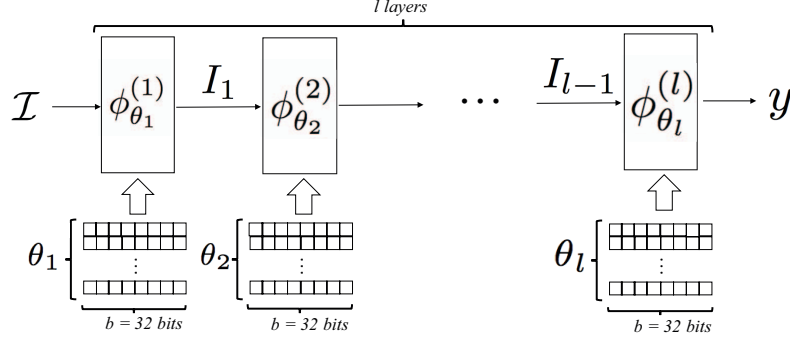 l layers
𝓘
ϕ_{θ_1}^{(1)}
I_1
ϕ_{θ_2}^{(2)}
⋯
I_{l−1}
ϕ_{θ_l}^{(l)}
y
θ_1
⋮
θ_2
⋮
θ_l
⋮
b = 32 bits
b = 32 bits
b = 32 bits